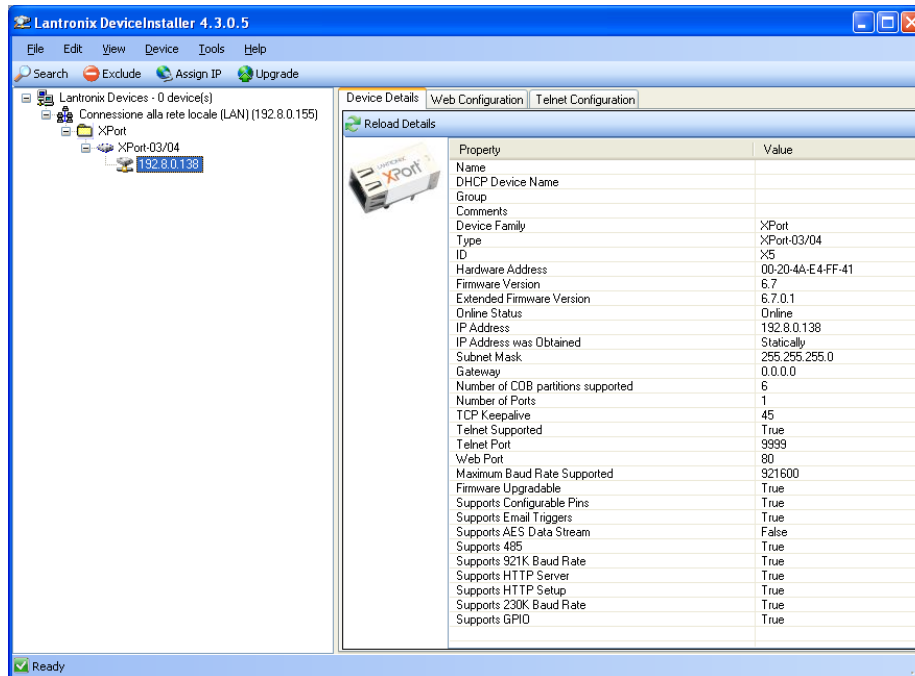 Lantronix DeviceInstaller 4.3.0.5
File Edit View Device Tools Help
Search Exclude Assign IP Upgrade
Lantronix Devices - 0 device(s)
Connessione alla rete locale (LAN) (192.8.0.155)
XPort
XPort-03/04
192.8.0.138
Device Details Web Configuration Telnet Configuration
Reload Details
LANTRONIX
XPort
Property Value
Name
DHCP Device Name
Group
Comments
Device Family XPort
Type XPort-03/04
ID X5
Hardware Address 00-20-4A-E4-FF-41
Firmware Version 6.7
Extended Firmware Version 6.7.0.1
Online Status Online
IP Address 192.8.0.138
IP Address was Obtained Statically
Subnet Mask 255.255.255.0
Gateway 0.0.0.0
Number of COB partitions supported 6
Number of Ports 1
TCP Keepalive 45
Telnet Supported True
Telnet Port 9999
Web Port 80
Maximum Baud Rate Supported 921600
Firmware Upgradable True
Supports Configurable Pins True
Supports Email Triggers True
Supports AES Data Stream False
Supports 485 True
Supports 921K Baud Rate True
Supports HTTP Server True
Supports HTTP Setup True
Supports 230K Baud Rate True
Supports GPIO True
Ready